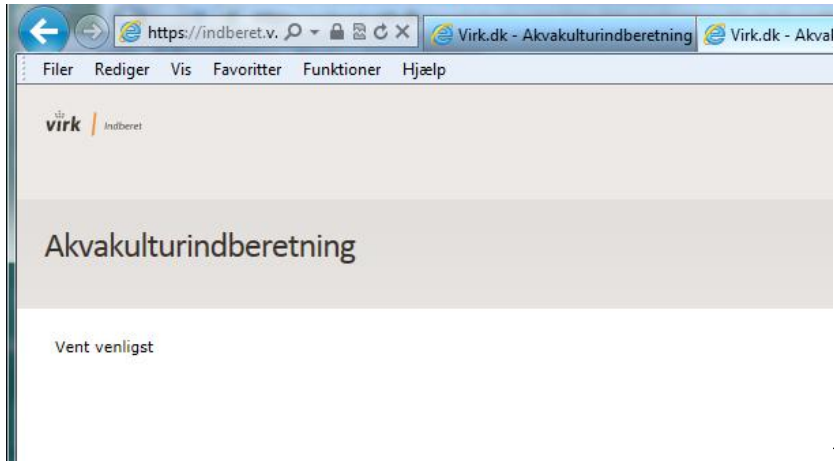 https://indberet.v.
Virk.dk - Akvakulturindberetning
Virk.dk - Akval
Filer Rediger Vis Favoritter Funktioner Hjælp
virk | Indberet
Akvakulturindberetning
Vent venligst